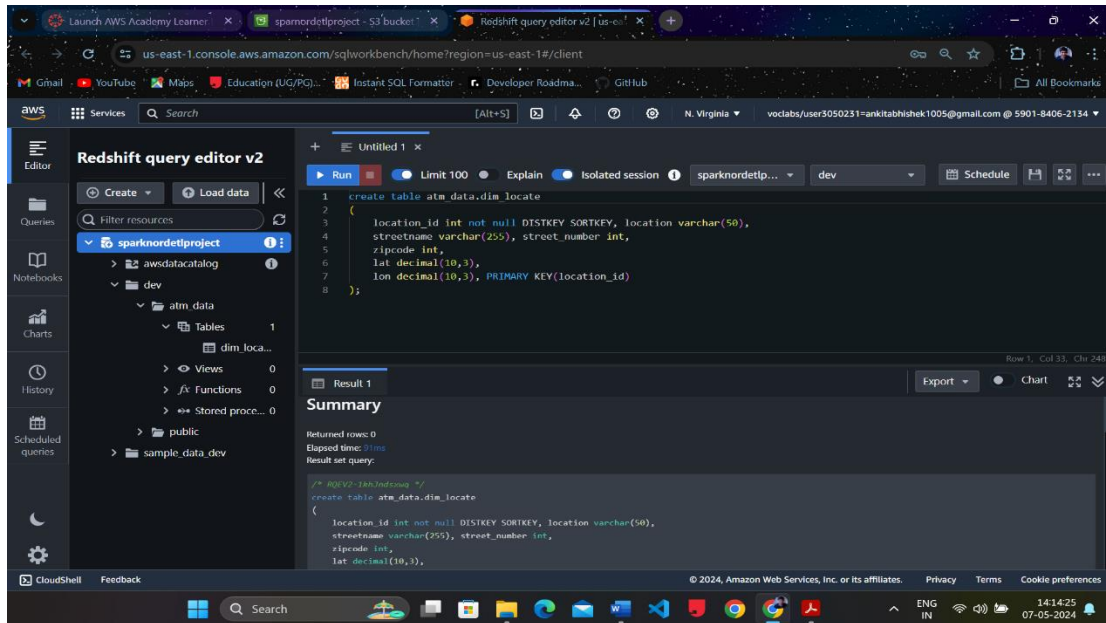 Launch AWS Academy Learner
sparnordetlproject - S3 bucket
Redshift query editor v2 | us-ea
us-east-1.console.aws.amazon.com/sqlworkbench/home?region=us-east-1#/client
Gmail YouTube Maps Education (UG/PG)... Instant SQL Formatter Developer Roadma... GitHub All Bookmarks
aws Services Search [Alt+S] N. Virginia ▼ voclabs/user3050231=ankitabhishek1005@gmail.com @ 5901-8406-2134 ▼
Editor
Queries
Notebooks
Charts
History
Scheduled
queries
Redshift query editor v2
Create Load data
Filter resources
sparknordetlproject
awsdatacatalog
dev
atm_data
Tables 1
dim_loca...
Views 0
fx Functions 0
Stored proce... 0
public
sample_data_dev
+ Untitled 1 ×
Run Limit 100 Explain Isolated session sparknordetlp... dev Schedule
1 create table atm_data.dim_locate
2 (
3 location_id int not null DISTKEY SORTKEY, location varchar(50),
4 streetname varchar(255), street_number int,
5 zipcode int,
6 lat decimal(10,3),
7 lon decimal(10,3), PRIMARY KEY(location_id)
8 );
Row 1, Col 33, Chr 248
Result 1 Export Chart
Summary
Returned rows: 0
Elapsed time: 91ms
Result set query:
create table atm_data.dim_locate
(
location_id int not null DISTKEY SORTKEY, location varchar(50),
streetname varchar(255), street_number int,
zipcode int,
lat decimal(10,3),
CloudShell Feedback © 2024, Amazon Web Services, Inc. or its affiliates. Privacy Terms Cookie preferences
Search
ENG
IN
14:14:25
07-05-2024